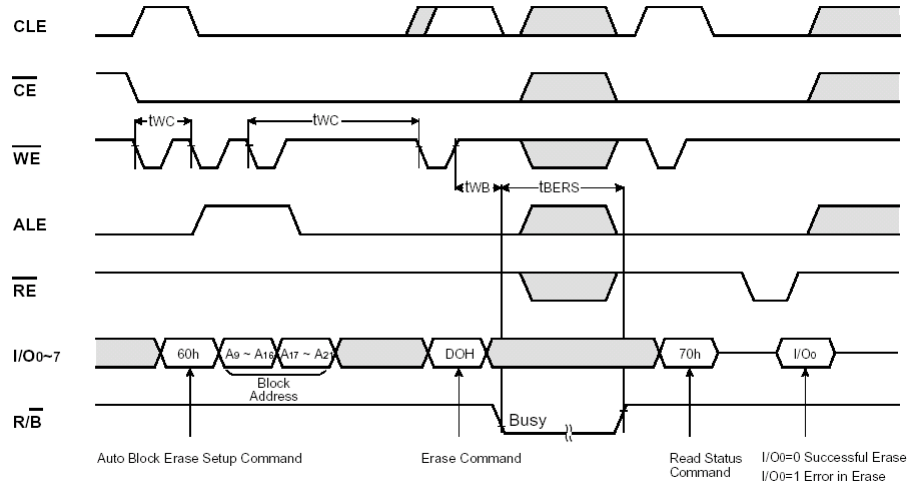 CLE
CE
tWC
tWC
WE
tWB
tBERS
ALE
RE
I/O0~7
60h
A9 ~ A16
A17 ~ A21
DOH
70h
I/O0
Block
Address
R/B
Busy
Auto Block Erase Setup Command
Erase Command
Read Status
Command
I/O0=0 Successful Erase
I/O0=1 Error in Erase